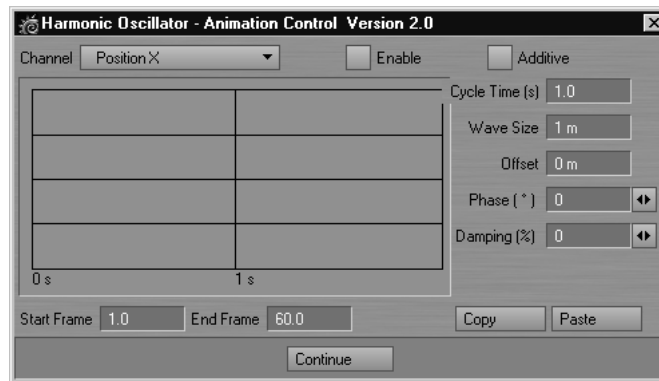 Harmonic Oscillator - Animation Control Version 2.0
Channel Position X Enable Additive
Cycle Time (s) 1.0
Wave Size 1 m
Offset 0 m
Phase ( ° ) 0
Damping (%) 0
0 s 1 s
Start Frame 1.0 End Frame 60.0 Copy Paste
Continue